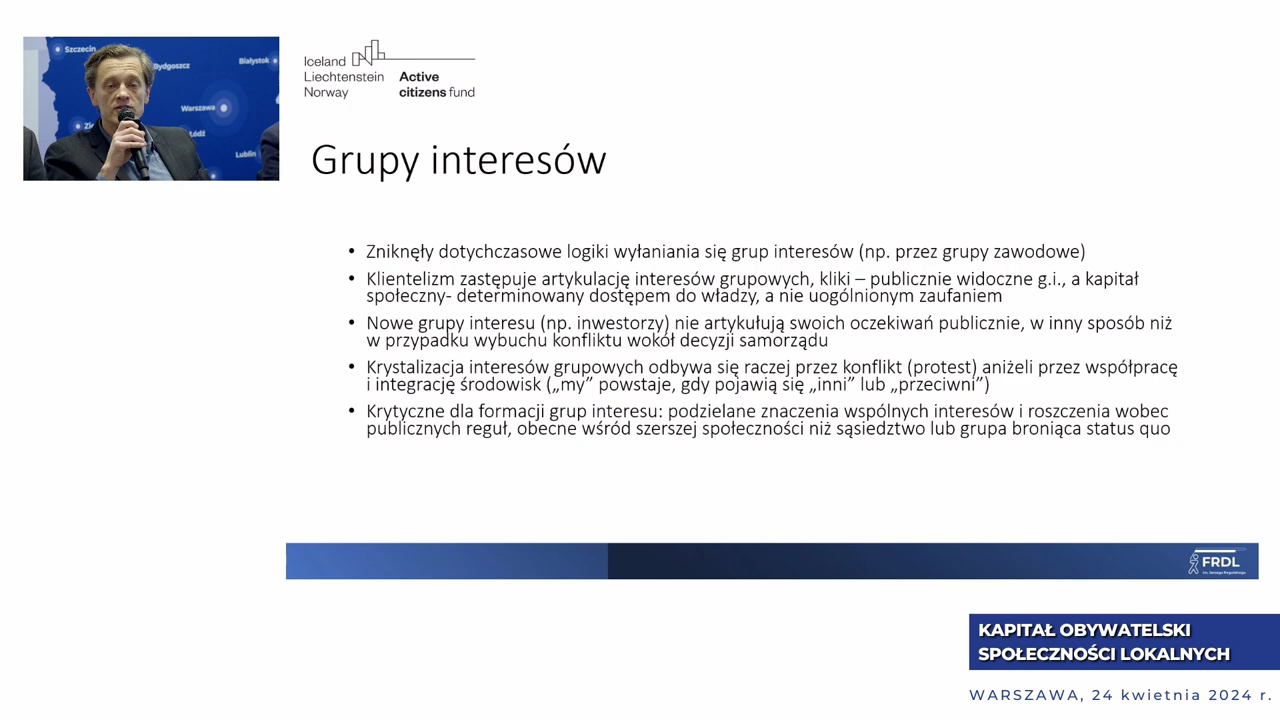 Szczecin
Bydgoszcz
Białystok
Warszawa
Łódź
Lublin
Iceland
Liechtenstein
Norway
Active
citizens fund
Grupy interesów
• Zniknęły dotychczasowe logiki wyłaniania się grup interesów (np. przez grupy zawodowe)
• Klientelizm zastępuje artykulację interesów grupowych, kliki – publicznie widoczne g.i., a kapitał
społeczny- determinowany dostępem do władzy, a nie uogólnionym zaufaniem
• Nowe grupy interesu (np. inwestorzy) nie artykułują swoich oczekiwań publicznie, w inny sposób niż
w przypadku wybuchu konfliktu wokół decyzji samorządu
• Krystalizacja interesów grupowych odbywa się raczej przez konflikt (protest) aniżeli przez współpracę
i integrację środowisk („my” powstaje, gdy pojawią się „inni” lub „przeciwni”)
• Krytyczne dla formacji grup interesu: podzielane znaczenia wspólnych interesów i roszczenia wobec
publicznych reguł, obecne wśród szerszej społeczności niż sąsiedztwo lub grupa broniąca status quo
FRDL
KAPITAŁ OBYWATELSKI
SPOŁECZNOŚCI LOKALNYCH
WARSZAWA, 24 kwietnia 2024 r.